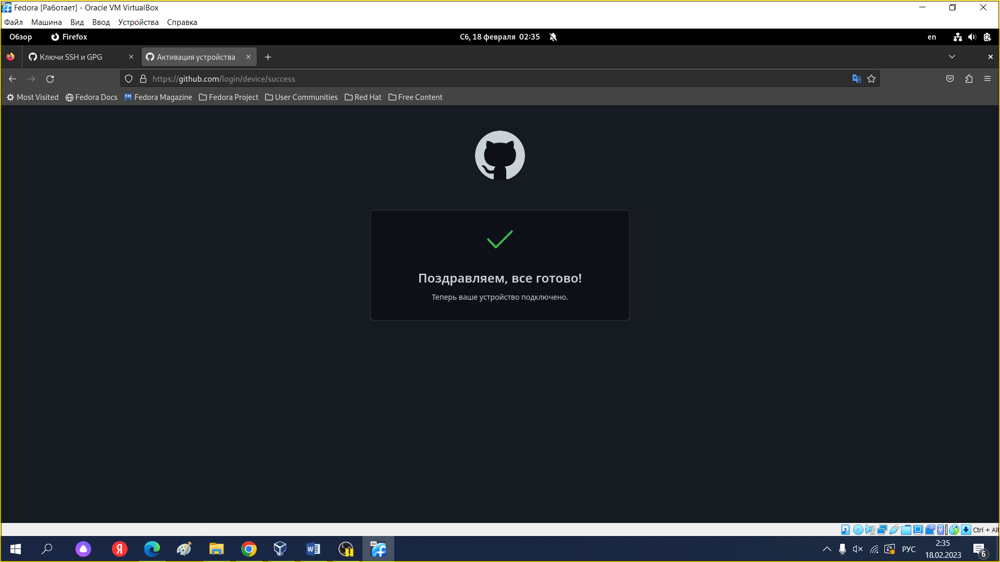 Fedora [Работает] - Oracle VM VirtualBox
Файл Машина Вид Ввод Устройства Справка
Обзор Firefox Сб, 18 февраля 02:35 en
Ключи SSH и GPG Активация устройства
https://github.com/login/device/success
Most Visited Fedora Docs Fedora Magazine Fedora Project User Communities Red Hat Free Content
Поздравляем, все готово!
Теперь ваше устройство подключено.
Ctrl + Alt
РУС 2:35
18.02.2023
6